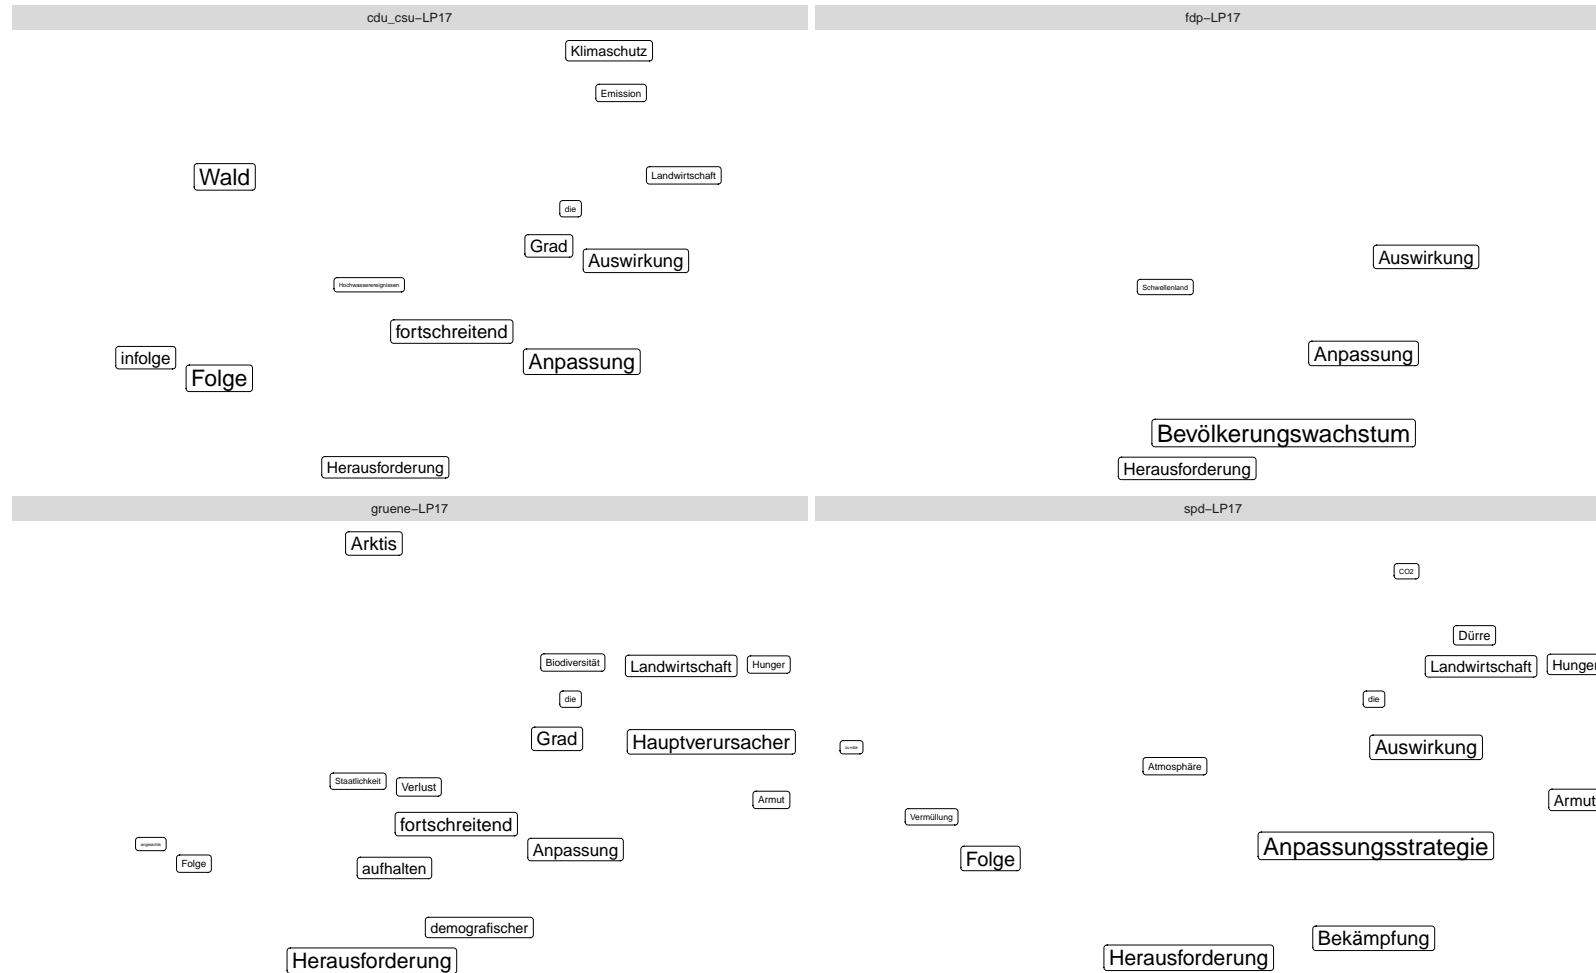 cdu_csu−LP17
Klimaschutz
Emission
Wald
Landwirtschaft
die
Grad
Auswirkung
Hochwasserereignissen
fortschreitend
infolge
Anpassung
Folge
Herausforderung
fdp−LP17
Auswirkung
Schwellenland
Anpassung
Bevölkerungswachstum
Herausforderung
gruene−LP17
Arktis
Biodiversität
Landwirtschaft
Hunger
die
Grad
Hauptverursacher
Staatlichkeit
Verlust
Armut
fortschreitend
angesichts
Anpassung
Folge
aufhalten
demografischer
Herausforderung
spd−LP17
CO2
Dürre
Landwirtschaft
Hunger
die
Auswirkung
Atmosphäre
Armut
Vermüllung
Anpassungsstrategie
Folge
Bekämpfung
Herausforderung